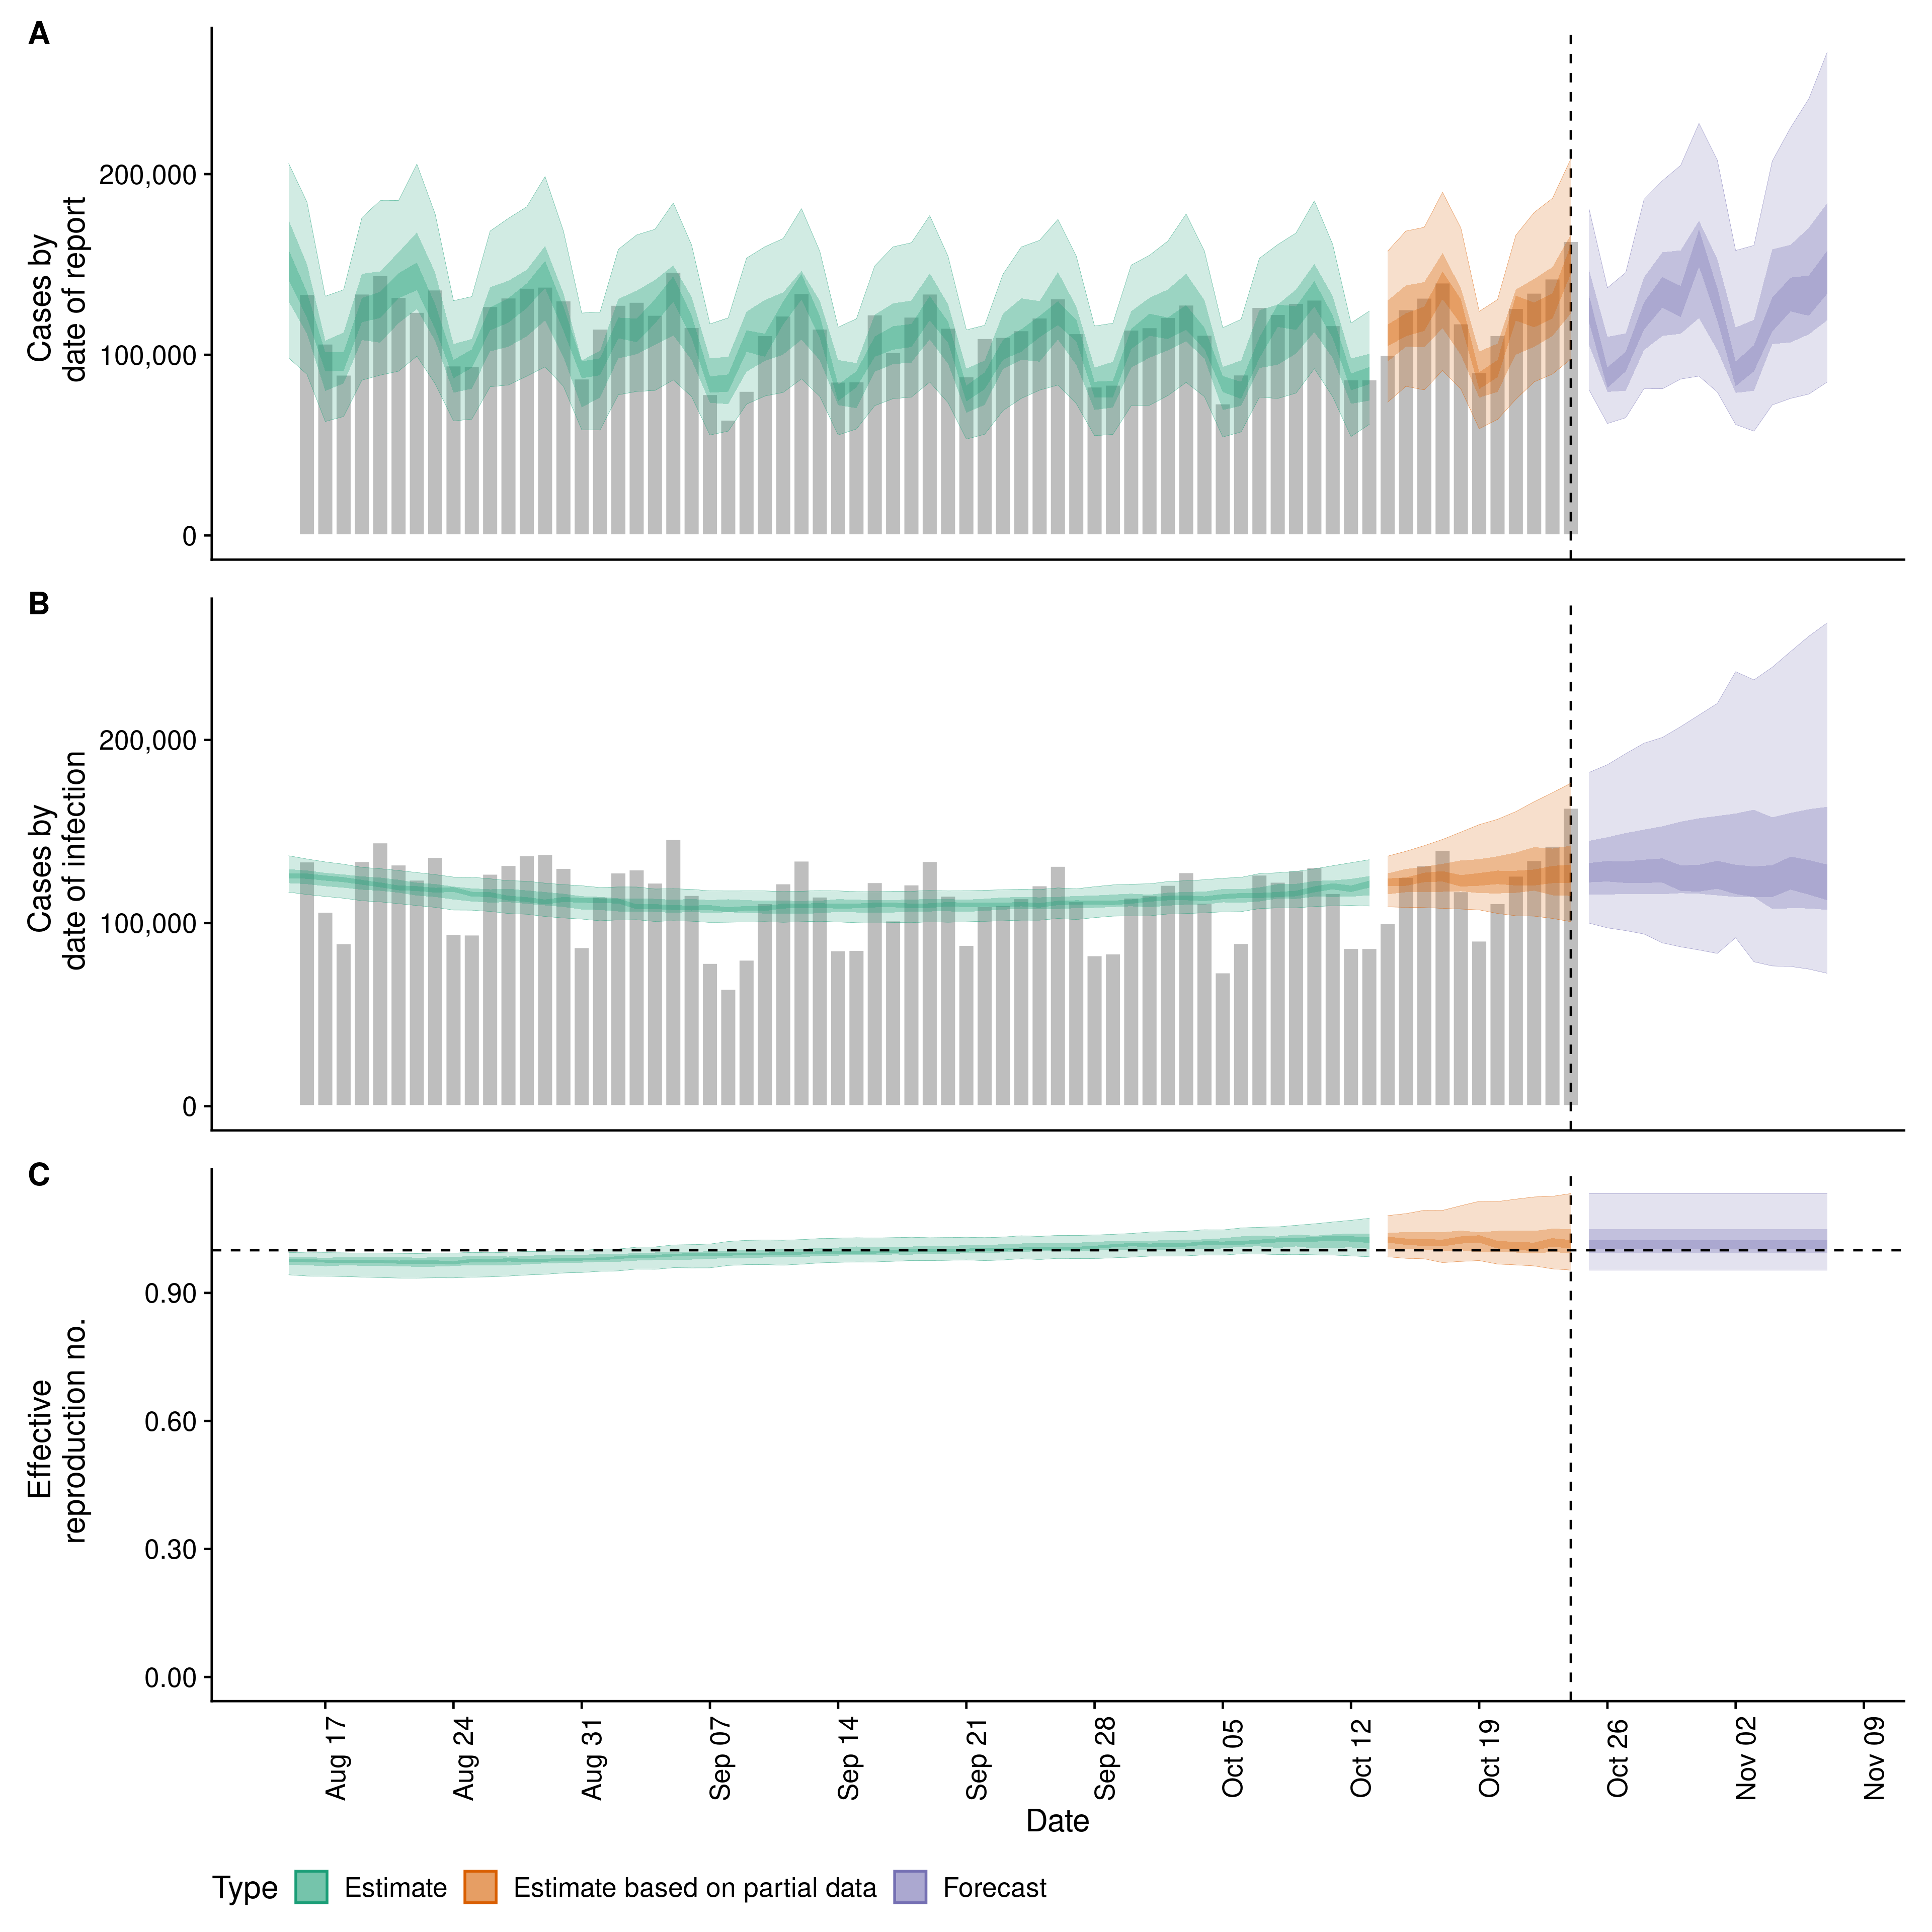 A
Cases by
date of report
200,000
100,000
0
B
Cases by
date of infection
200,000
100,000
0
C
Effective
reproduction no.
0.90
0.60
0.30
0.00
Aug 17
Aug 24
Aug 31
Sep 07
Sep 14
Sep 21
Sep 28
Oct 05
Oct 12
Oct 19
Oct 26
Nov 02
Nov 09
Date
Type Estimate Estimate based on partial data Forecast